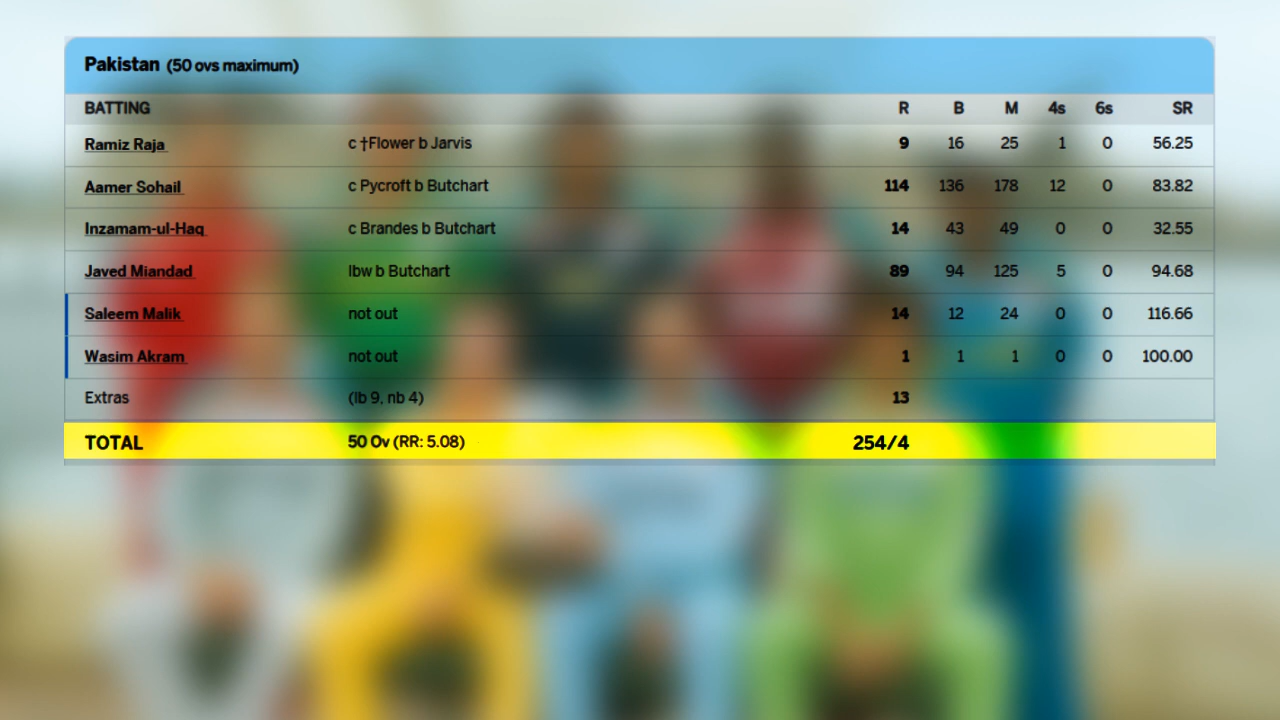 Pakistan (50 ovs maximum)
BATTING R B M 4s 6s SR
Ramiz Raja c †Flower b Jarvis 9 16 25 1 0 56.25
Aamer Sohail c Pycroft b Butchart 114 136 178 12 0 83.82
Inzamam-ul-Haq c Brandes b Butchart 14 43 49 0 0 32.55
Javed Miandad lbw b Butchart 89 94 125 5 0 94.68
Saleem Malik not out 14 12 24 0 0 116.66
Wasim Akram not out 1 1 1 0 0 100.00
Extras (lb 9, nb 4) 13
TOTAL 50 Ov (RR: 5.08) 254/4